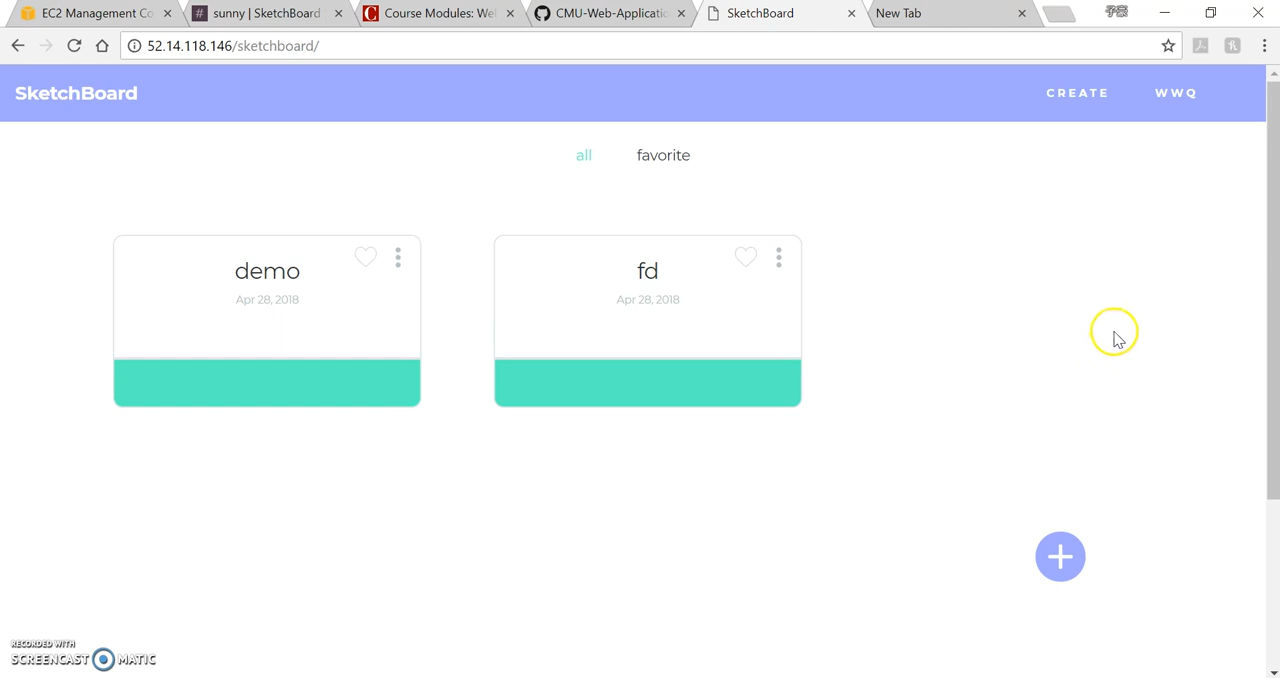 EC2 Management Co
sunny | SketchBoard
Course Modules: We
CMU-Web-Applicatio
SketchBoard
New Tab
52.14.118.146/sketchboard/
SketchBoard
CREATE
WWQ
all
favorite
demo
Apr 28, 2018
fd
Apr 28, 2018
RECORDED WITH
SCREENCAST MATIC